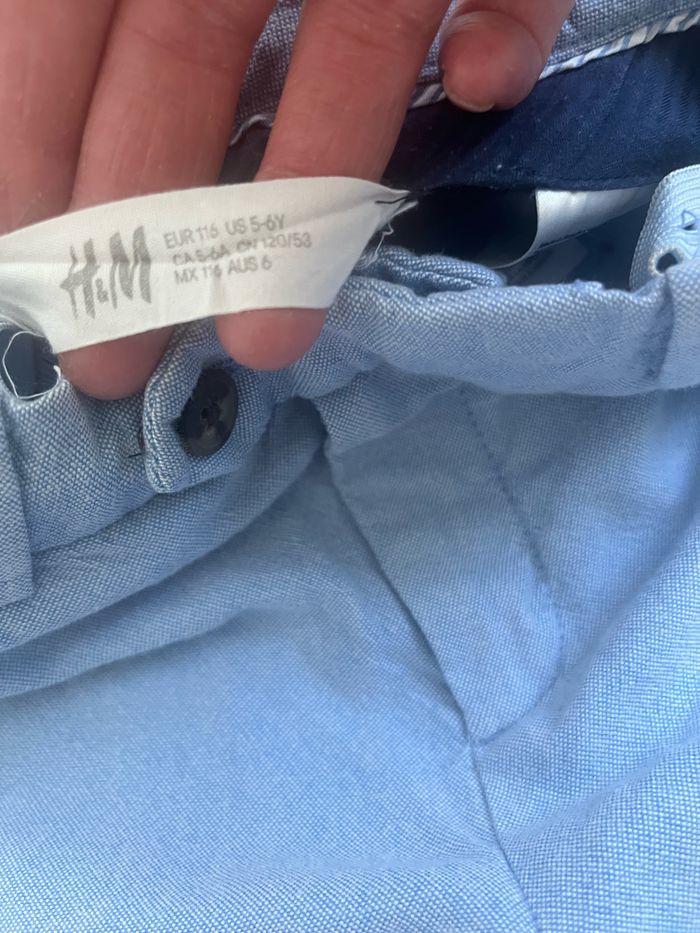 H&M
EUR 116 US 5-6Y
CA 5-6A CN 120/53
MX 116 AUS 6